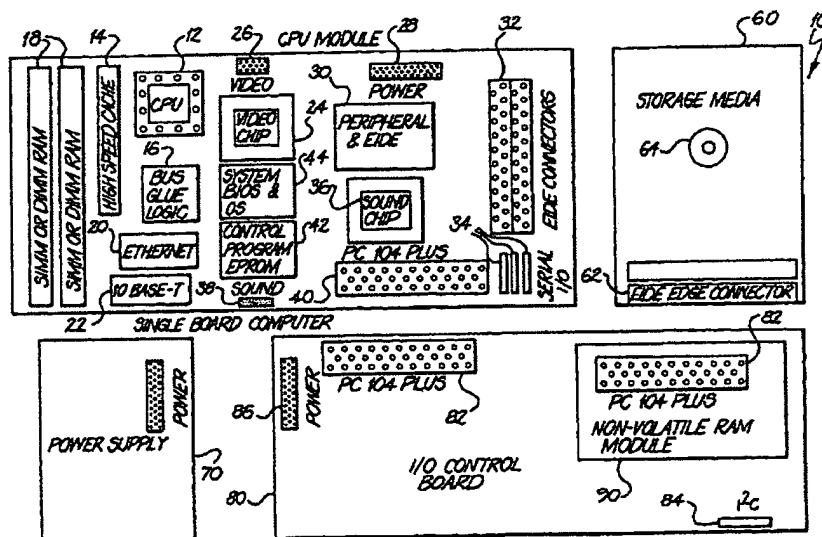 CPU MODULE
10
18
14
12
26
28
32
60
SIMM OR DIMM RAM
SIMM OR DIMM RAM
HIGH SPEED CACHE
CPU
VIDEO
POWER
30
VIDEO CHIP
24
PERIPHERAL & EIDE
EIDE CONNECTORS
STORAGE MEDIA
64
16
BUS GLUE LOGIC
SYSTEM BIOS & OS
44
36
SOUND CHIP
34
20
ETHERNET
CONTROL PROGRAM EPROM
42
PC 104 PLUS
SERIAL I/O
22
10 BASE-T
SOUND
38
40
62
EIDE EDGE CONNECTOR
SINGLE BOARD COMPUTER
POWER
POWER SUPPLY
70
86
POWER
PC 104 PLUS
82
I/O CONTROL BOARD
80
82
PC 104 PLUS
NON-VOLATILE RAM MODULE
90
84
I²C